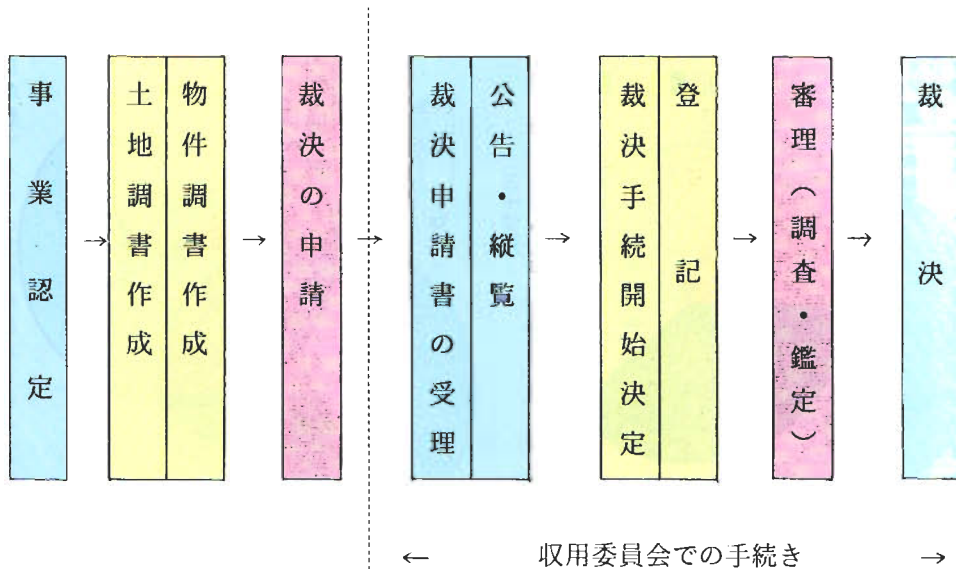 事業認定
→
土地調書作成
物件調書作成
→
裁決の申請
→
裁決申請書の受理
公告・縦覧
→
裁決手続開始決定
登記
→
審理(調査・鑑定)
→
裁決
← 収用委員会での手続き →